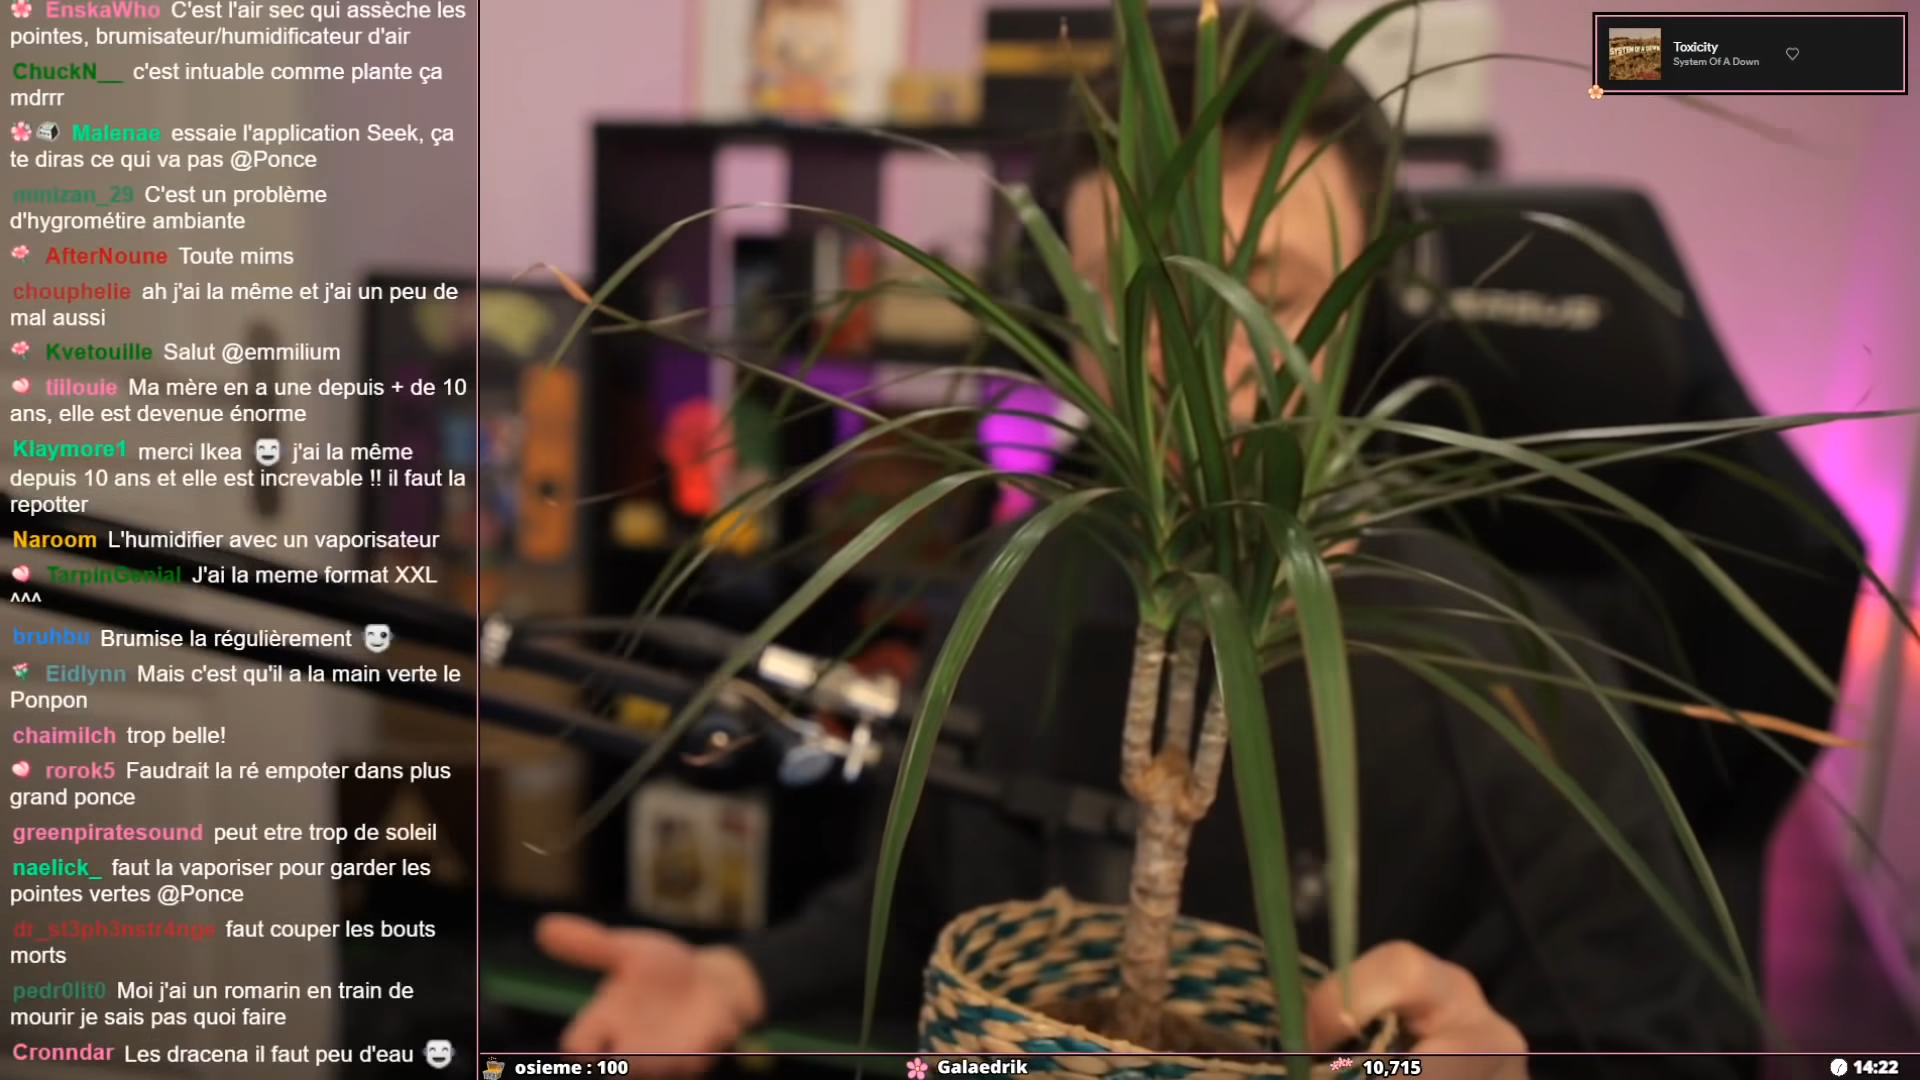 EnskaWho C'est l'air sec qui assèche les
pointes, brumisateur/humidificateur d'air
ChuckN__ c'est intuable comme plante ça
mdrrr
Malenae essaie l'application Seek, ça
te diras ce qui va pas @Ponce
minizan_29 C'est un problème
d'hygrométire ambiante
AfterNoune Toute mims
chouphelie ah j'ai la même et j'ai un peu de
mal aussi
Kvetouille Salut @emmilium
tiilouie Ma mère en a une depuis + de 10
ans, elle est devenue énorme
Klaymore1 merci Ikea j'ai la même
depuis 10 ans et elle est increvable !! il faut la
repotter
Naroom L'humidifier avec un vaporisateur
TarpinGenial J'ai la meme format XXL
^^^
bruhbu Brumise la régulièrement
Eidlynn Mais c'est qu'il a la main verte le
Ponpon
chaimilch trop belle!
rorok5 Faudrait la ré empoter dans plus
grand ponce
greenpiratesound peut etre trop de soleil
naelick_ faut la vaporiser pour garder les
pointes vertes @Ponce
dr_st3ph3nstr4nge faut couper les bouts
morts
pedr0lit0 Moi j'ai un romarin en train de
mourir je sais pas quoi faire
Cronndar Les dracena il faut peu d'eau
Toxicity
System Of A Down
SYSTEM OF A DOWN
osieme : 100
Galaedrik
10,715
14:22